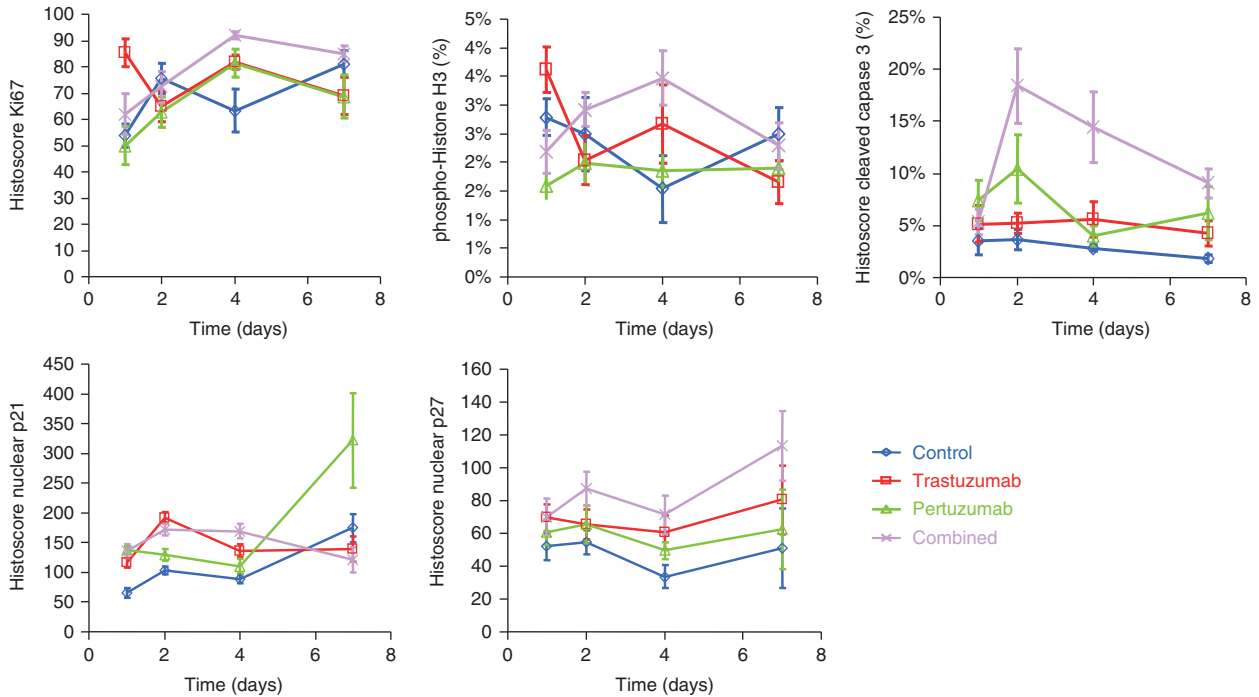 Histoscore Ki67
100
90
80
70
60
50
40
30
20
10
0
0 2 4 6 8
Time (days)
phospho-Histone H3 (%)
5%
4%
4%
3%
3%
2%
2%
1%
1%
0%
0 2 4 6 8
Time (days)
Histoscore cleaved capase 3 (%)
25%
20%
15%
10%
5%
0%
0 2 4 6 8
Time (days)
Histoscore nuclear p21
450
400
350
300
250
200
150
100
50
0
0 2 4 6 8
Time (days)
Histoscore nuclear p27
160
140
120
100
80
60
40
20
0
0 2 4 6 8
Time (days)
Control
Trastuzumab
Pertuzumab
Combined